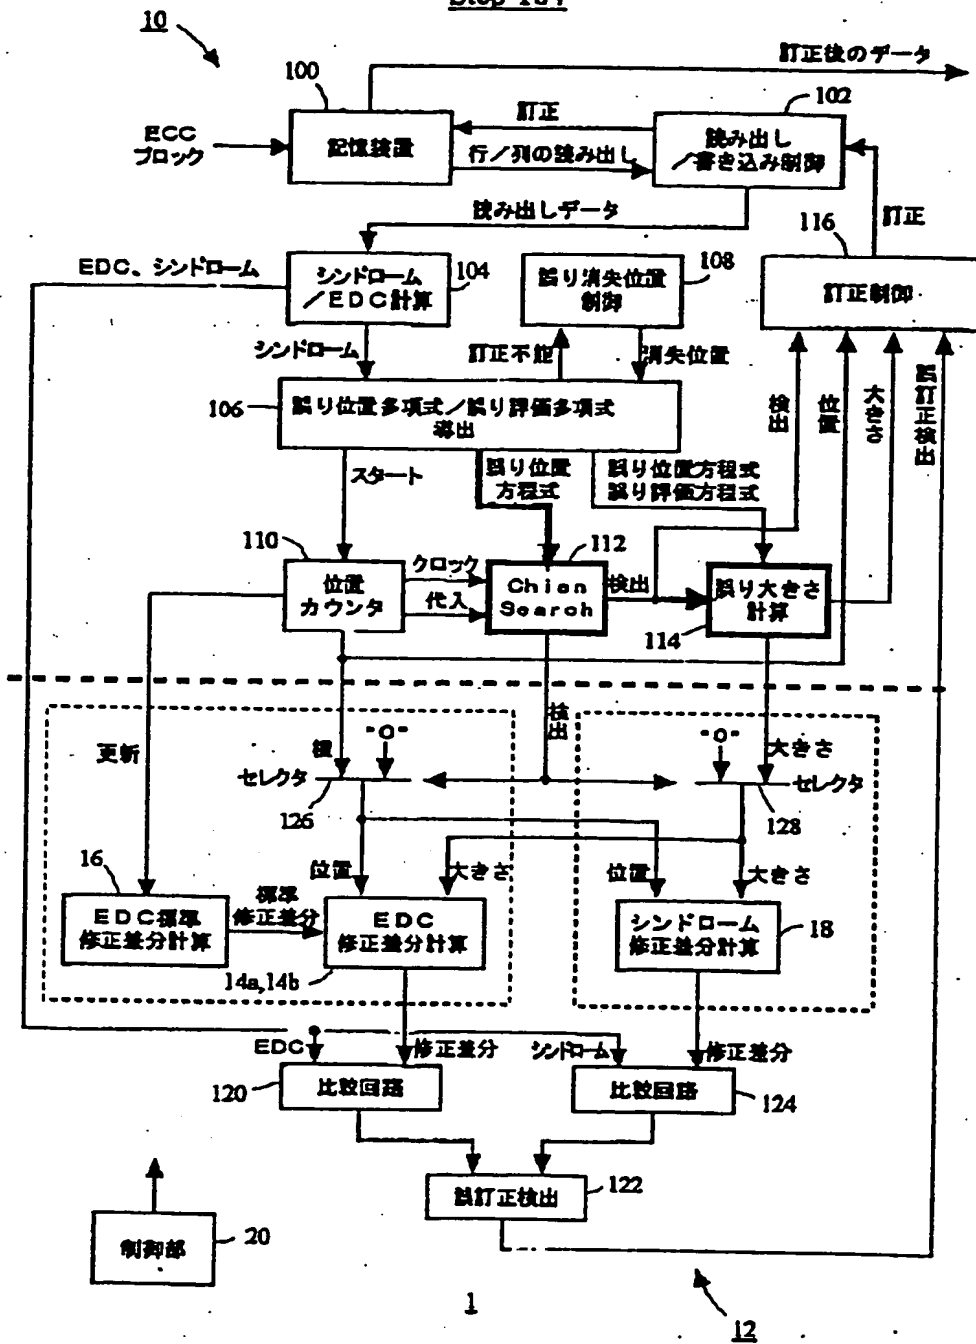 10
訂正後のデータ
100
102
ECC
ブロック
記憶装置
訂正
行/列の読み出し
読み出し
/書き込み制御
読み出しデータ
116
訂正
EDC、シンドローム
シンドローム
/EDC計算
104
誤り消失位置
制御
108
訂正制御
シンドローム
訂正不能
消失位置
106
誤り位置多項式/誤り評価多項式
導出
検出
位置
大きさ
誤訂正検出
スタート
誤り位置
方程式
誤り位置方程式
誤り評価方程式
110
位置
カウンタ
クロック
代入
112
Chien
Search
検出
誤り大きさ
計算
114
更新
"0"
検出
"0"
大きさ
セレクタ
126
セレクタ
128
16
位置
大きさ
位置
大きさ
EDC標準
修正差分計算
標準
修正差分
EDC
修正差分計算
14a,14b
シンドローム
修正差分計算
18
EDC
修正差分
シンドローム
修正差分
120
比較回路
比較回路
124
誤訂正検出
122
制御部
20
1
12